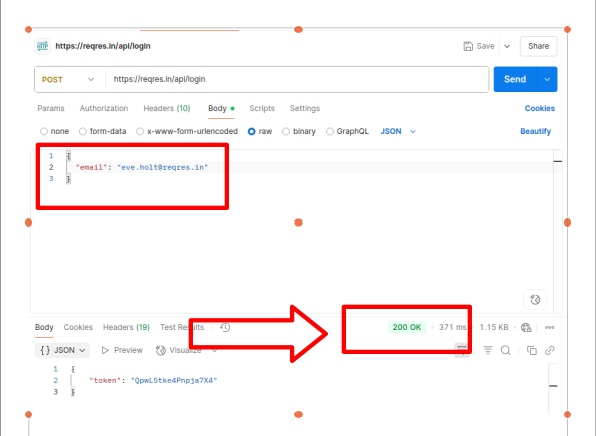 HTTP https://reqres.in/api/login Save Share
POST https://reqres.in/api/login Send
Params Authorization Headers (10) Body Scripts Settings Cookies
none form-data x-www-form-urlencoded raw binary GraphQL JSON Beautify
1 {
2 "email": "eve.holt@reqres.in"
3 }
Body Cookies Headers (19) Test Results 200 OK · 371 ms · 1.15 KB ·
{} JSON Preview Visualize
1 {
2 "token": "QpwL5tke4Pnpja7X4"
3 }